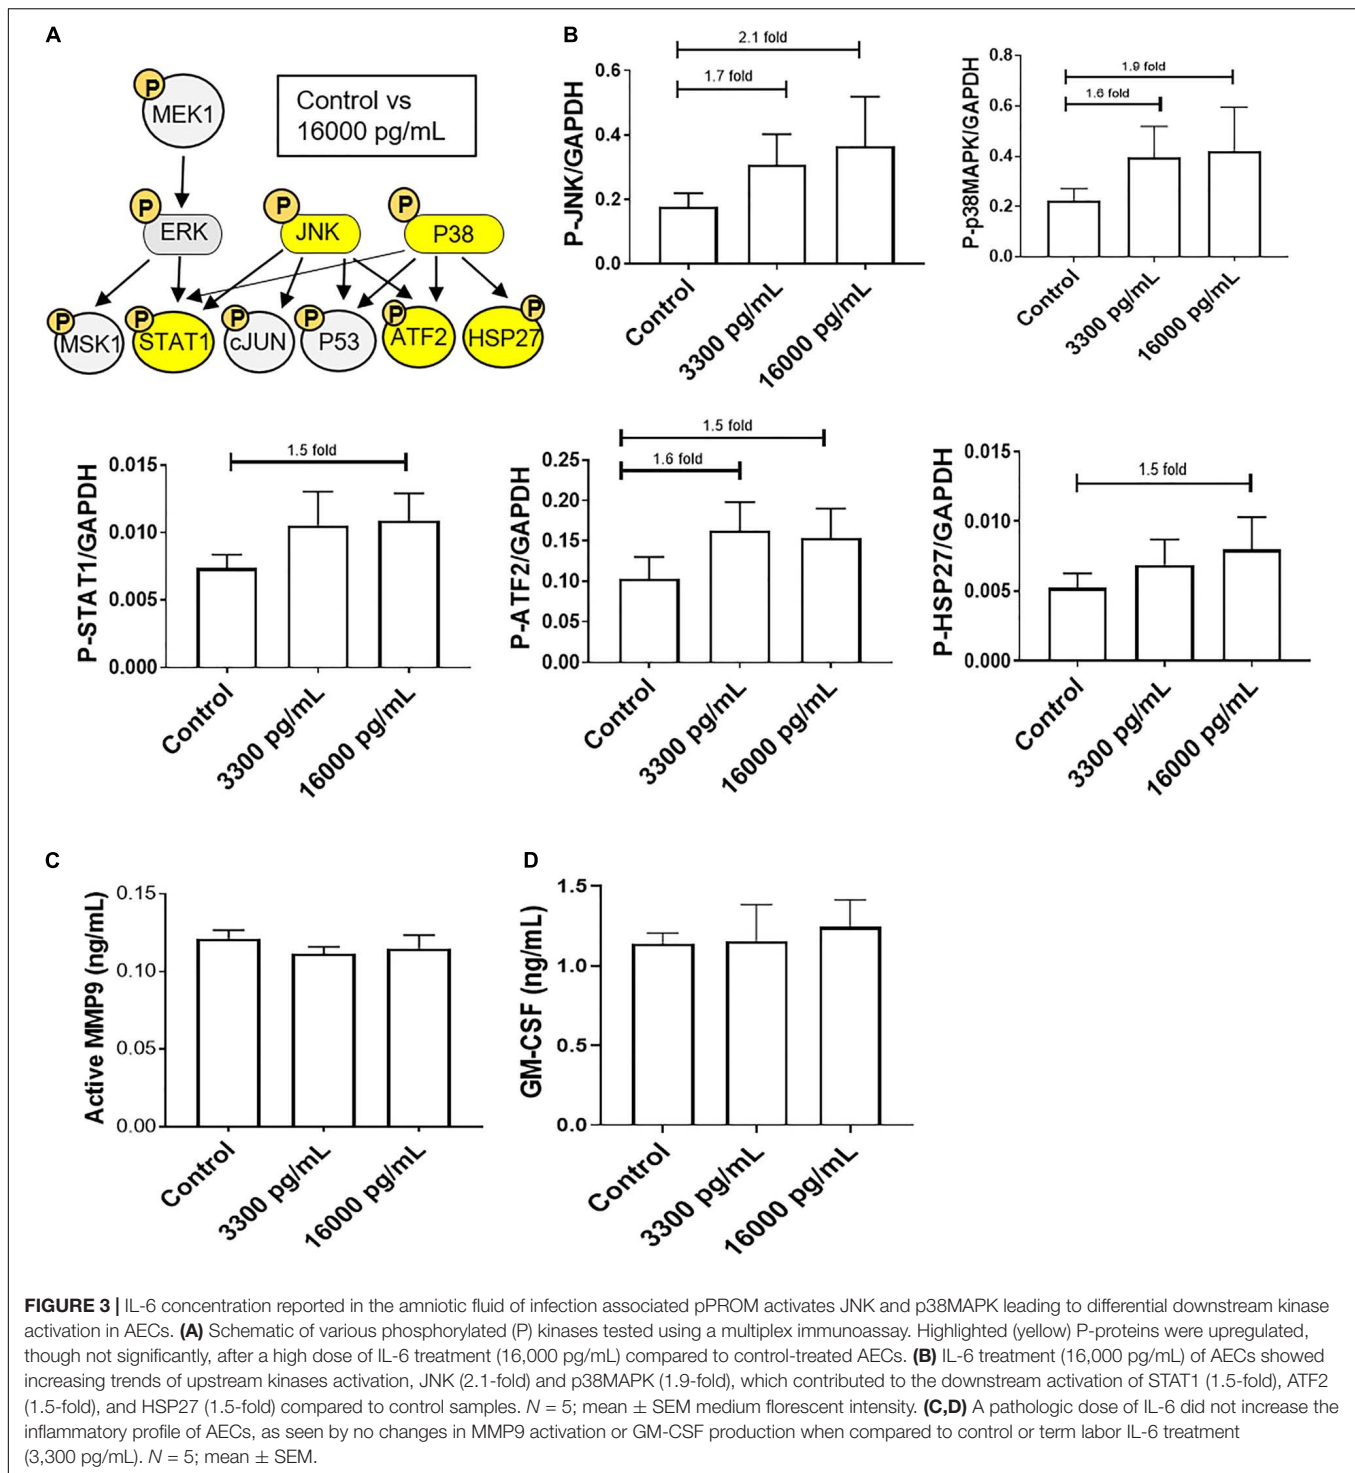 A
P
MEK1
Control vs
16000 pg/mL
P
ERK
P
JNK
P
P38
P
MSK1
P
STAT1
P
cJUN
P
P53
P
ATF2
P
HSP27
B
2.1 fold
1.7 fold
P-JNK/GAPDH
0.6
0.4
0.2
0.0
Control
3300 pg/mL
16000 pg/mL
1.9 fold
1.6 fold
P-p38MAPK/GAPDH
0.8
0.6
0.4
0.2
0.0
Control
3300 pg/mL
16000 pg/mL
1.5 fold
P-STAT1/GAPDH
0.015
0.010
0.005
0.000
Control
3300 pg/mL
16000 pg/mL
1.5 fold
1.6 fold
P-ATF2/GAPDH
0.25
0.20
0.15
0.10
0.05
0.00
Control
3300 pg/mL
16000 pg/mL
1.5 fold
P-HSP27/GAPDH
0.015
0.010
0.005
0.000
Control
3300 pg/mL
16000 pg/mL
C
Active MMP9 (ng/mL)
0.15
0.10
0.05
0.00
Control
3300 pg/mL
16000 pg/mL
D
GM-CSF (ng/mL)
1.5
1.0
0.5
0.0
Control
3300 pg/mL
16000 pg/mL
FIGURE 3 | IL-6 concentration reported in the amniotic fluid of infection associated pPROM activates JNK and p38MAPK leading to differential downstream kinase
activation in AECs. (A) Schematic of various phosphorylated (P) kinases tested using a multiplex immunoassay. Highlighted (yellow) P-proteins were upregulated,
though not significantly, after a high dose of IL-6 treatment (16,000 pg/mL) compared to control-treated AECs. (B) IL-6 treatment (16,000 pg/mL) of AECs showed
increasing trends of upstream kinases activation, JNK (2.1-fold) and p38MAPK (1.9-fold), which contributed to the downstream activation of STAT1 (1.5-fold), ATF2
(1.5-fold), and HSP27 (1.5-fold) compared to control samples. N = 5; mean ± SEM medium florescent intensity. (C,D) A pathologic dose of IL-6 did not increase the
inflammatory profile of AECs, as seen by no changes in MMP9 activation or GM-CSF production when compared to control or term labor IL-6 treatment
(3,300 pg/mL). N = 5; mean ± SEM.